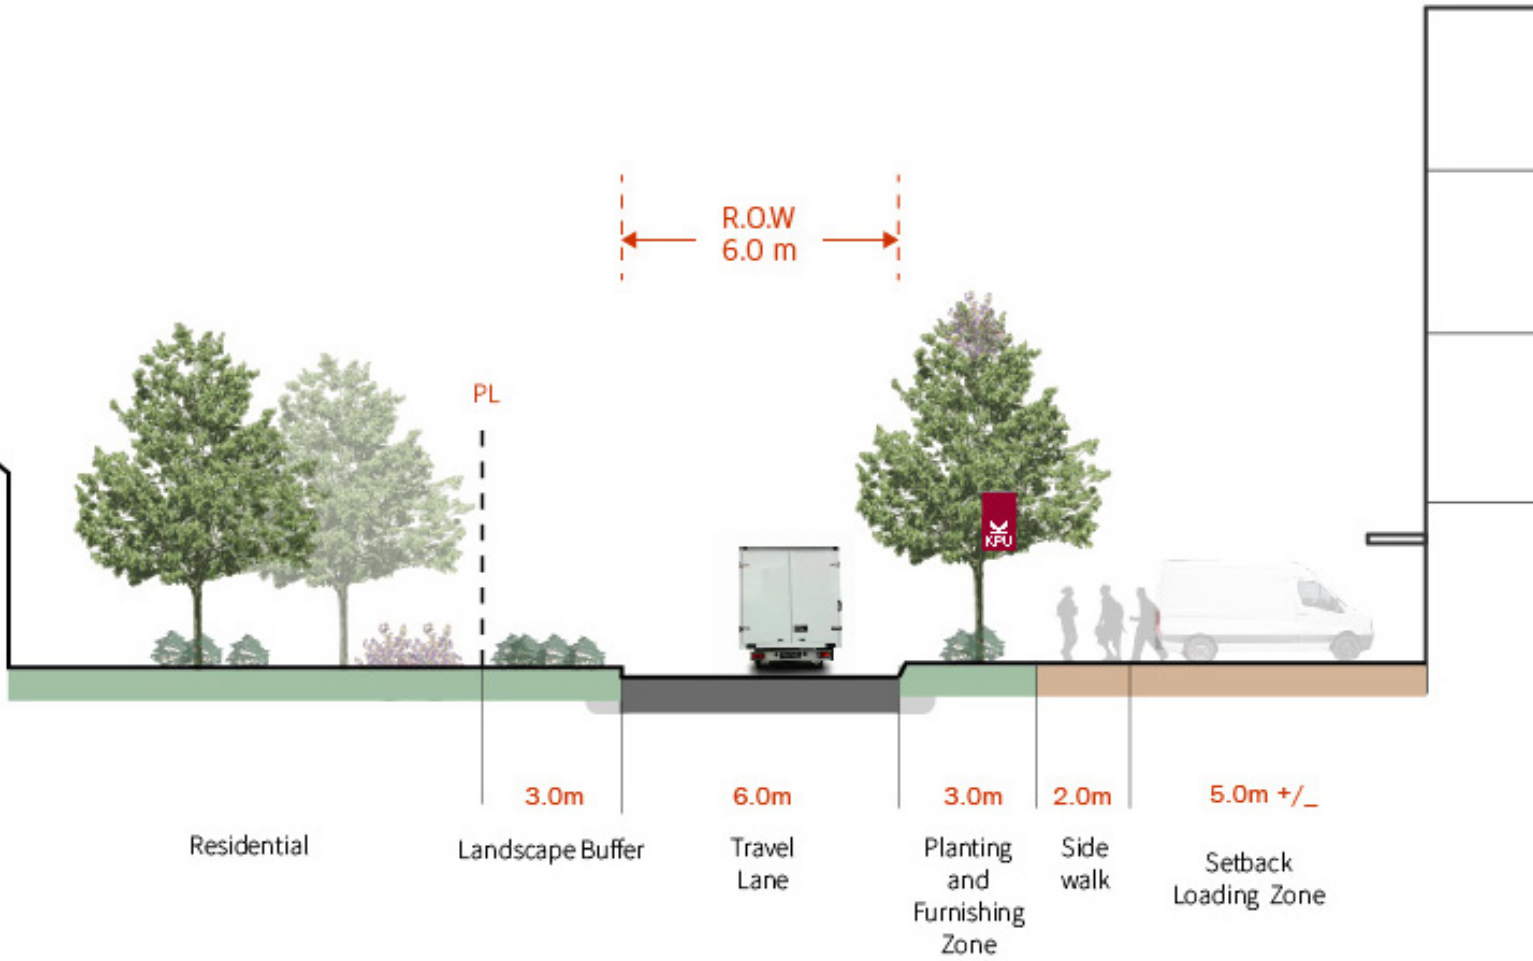 R.O.W
6.0 m
PL
KPU
3.0m
6.0m
3.0m
2.0m
5.0m +/_
Residential
Landscape Buffer
Travel
Lane
Planting
and
Furnishing
Zone
Side
walk
Setback
Loading Zone